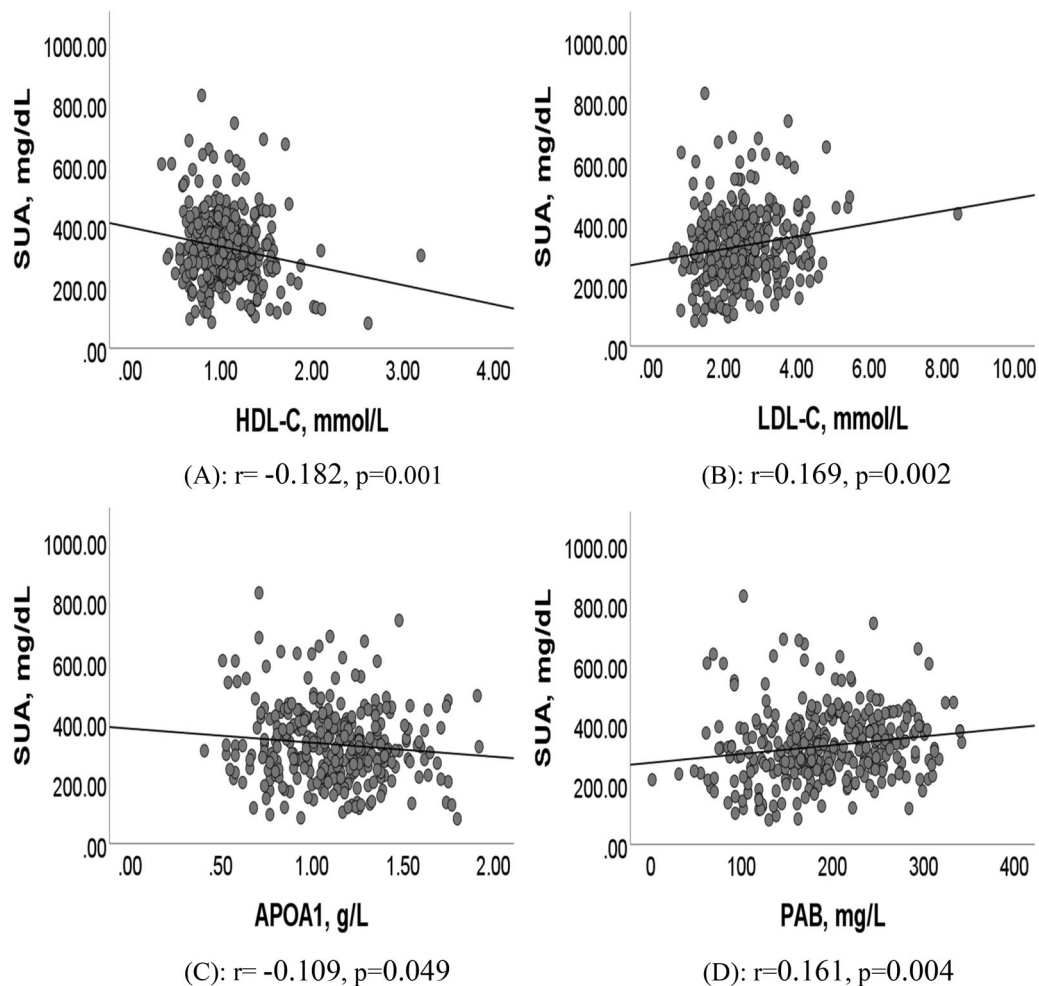 1000.00
800.00
600.00
400.00
200.00
.00
SUA, mg/dL
.00 1.00 2.00 3.00 4.00
HDL-C, mmol/L
(A): r= -0.182, p=0.001
1000.00
800.00
600.00
400.00
200.00
.00
SUA, mg/dL
.00 2.00 4.00 6.00 8.00 10.00
LDL-C, mmol/L
(B): r=0.169, p=0.002
1000.00
800.00
600.00
400.00
200.00
.00
SUA, mg/dL
.00 .50 1.00 1.50 2.00
APOA1, g/L
(C): r= -0.109, p=0.049
1000.00
800.00
600.00
400.00
200.00
.00
SUA, mg/dL
0 100 200 300 400
PAB, mg/L
(D): r=0.161, p=0.004